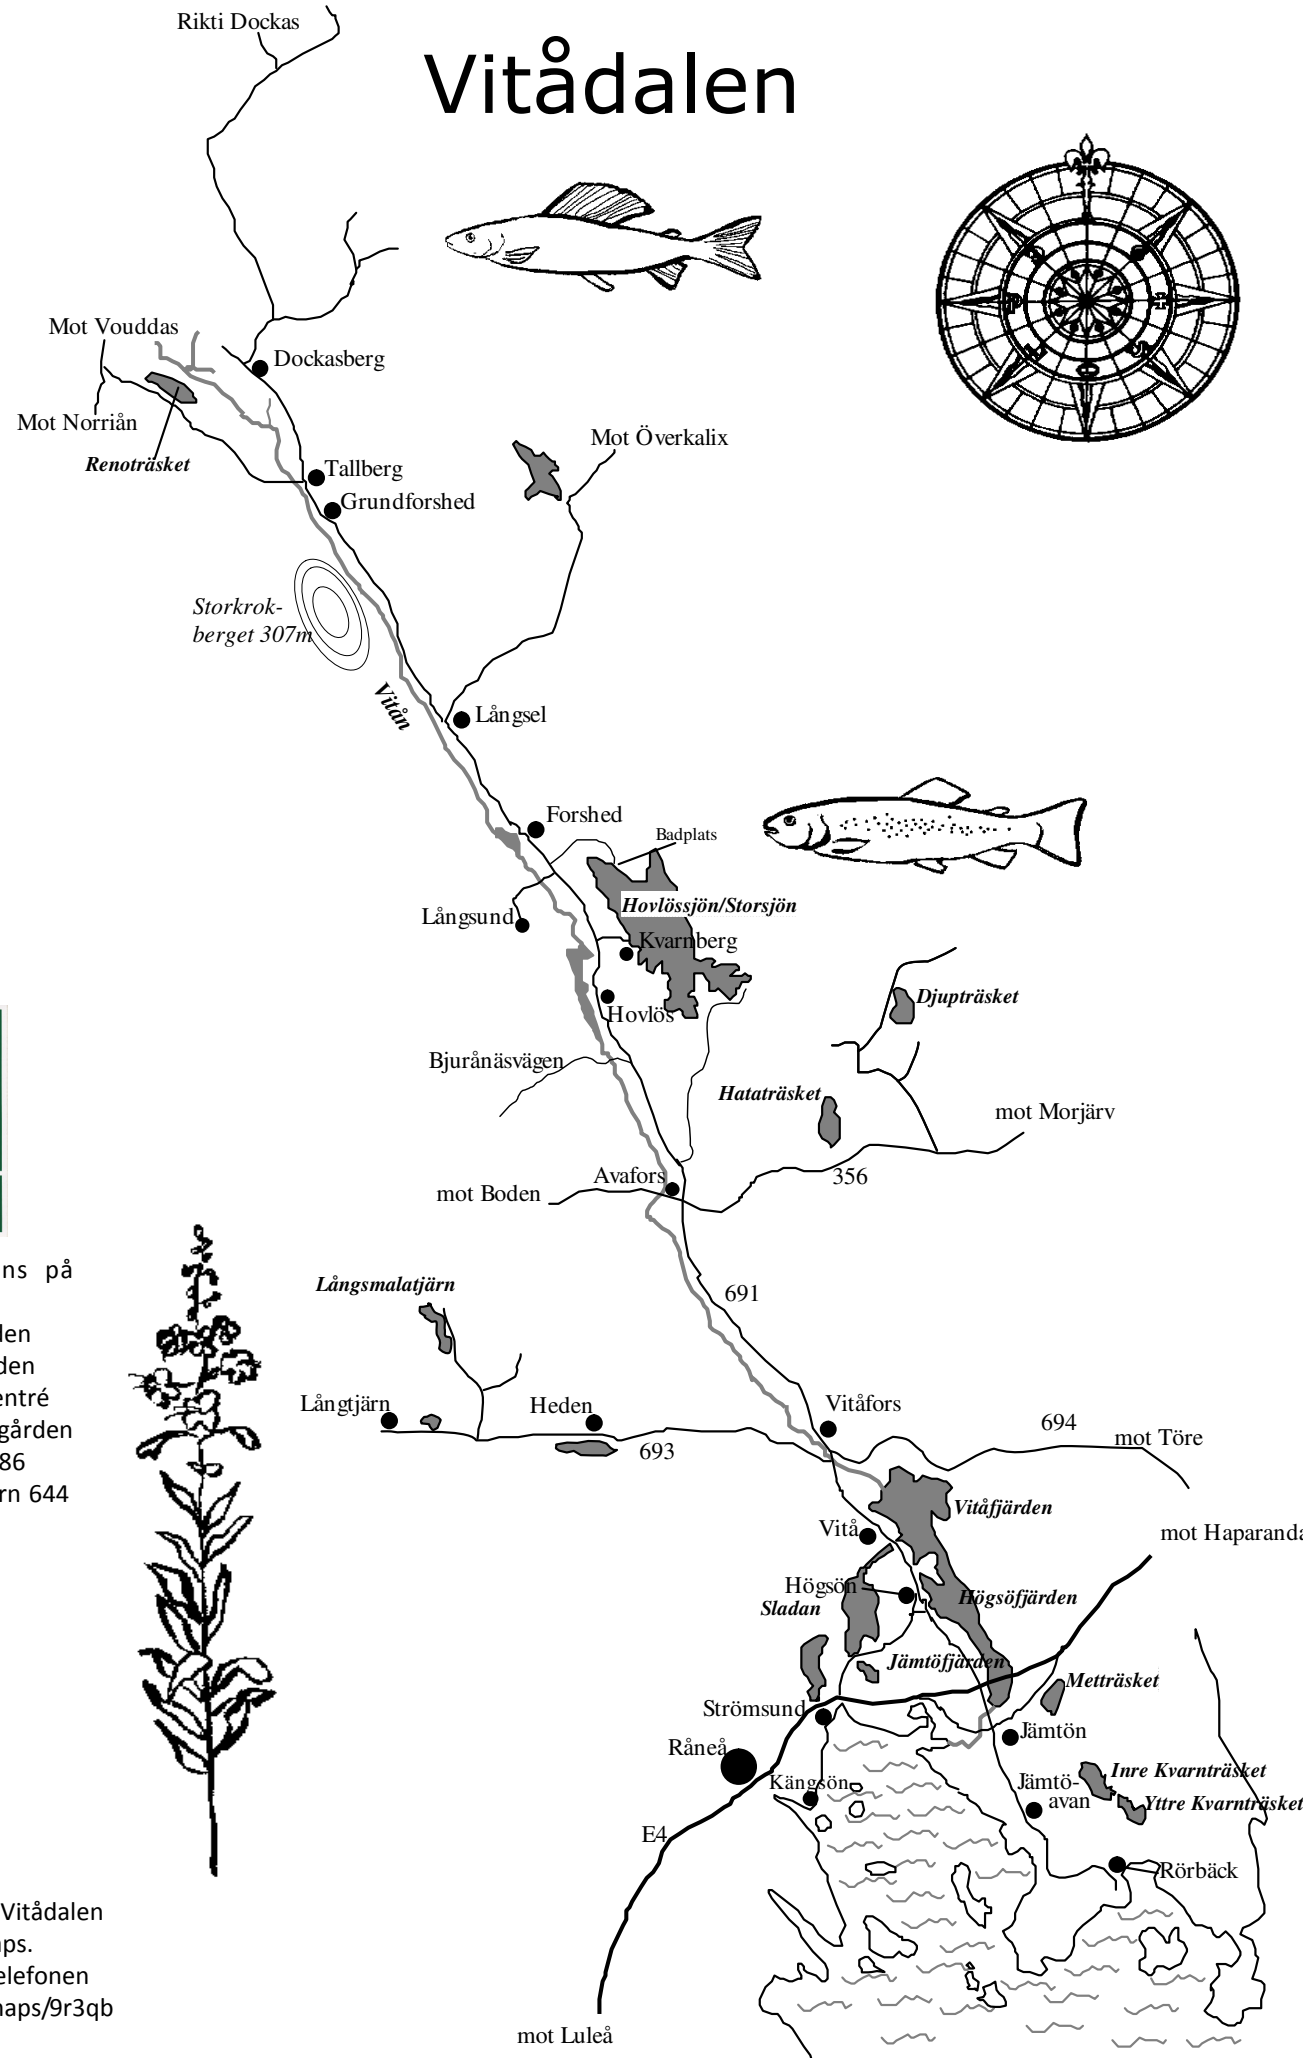 Rikti Dockas
Vitådalen
Mot Vouddas
Dockasberg
Mot Norriån
Renoträsket
Mot Överkalix
Tallberg
Grundforshed
Storkrok-
berget 307m
Vitån
Långsel
Forshed
Badplats
Hovlössjön/Storsjön
Långsund
Kvarnberg
Hovlös
Djupträsket
Bjurånäsvägen
Hataträsket
mot Morjärv
Avafors
356
mot Boden
ns på
Långsmalatjärn
691
len
den
entré
gården
86
rn 644
Långtjärn
Heden
Vitåfors
693
694
mot Töre
Vitåfjärden
Vitå
mot Haparanda
Högsön
Sladan
Högsöfjärden
Jämtöfjärden
Metträsket
Strömsund
Jämtön
Råneå
Kängsön
Jämtö-
avan
Inre Kvarnträsket
Yttre Kvarnträsket
E4
Rörbäck
Vitådalen
aps.
elefonen
naps/9r3qb
mot Luleå